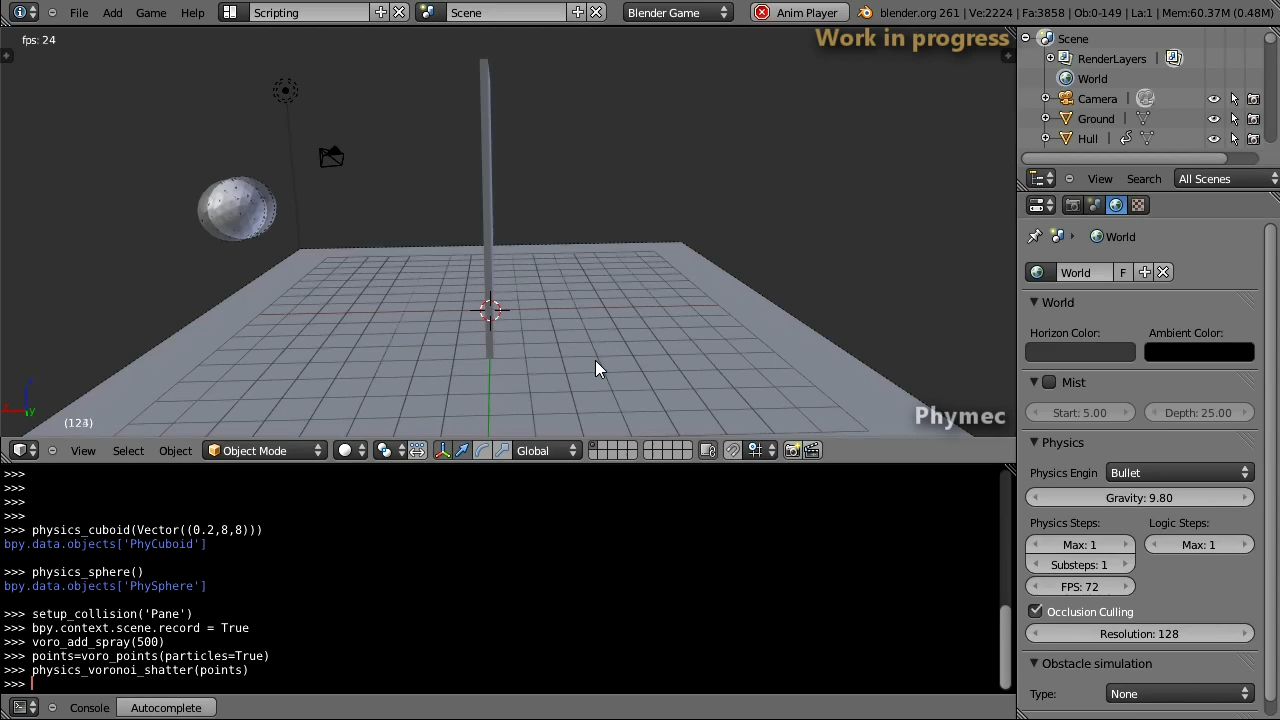 File Add Game Help Scripting Scene Blender Game Anim Player blender.org 261 | Ve:2224 | Fa:3858 | Ob:0-149 | La:1 | Mem:60.37M (0.48M)
fps: 24
Work in progress
Phymec
View Select Object Object Mode Global
>>>
>>>
>>>
>>>
>>> physics_cuboid(Vector((0.2,8,8)))
bpy.data.objects['PhyCuboid']
>>> physics_sphere()
bpy.data.objects['PhySphere']
>>> setup_collision('Pane')
>>> bpy.context.scene.record = True
>>> voro_add_spray(500)
>>> points=voro_points(particles=True)
>>> physics_voronoi_shatter(points)
>>>
Console Autocomplete
Scene
RenderLayers
World
Camera
Ground
Hull
View Search All Scenes
World
World F
World
Horizon Color: Ambient Color:
Mist
Start: 5.00 Depth: 25.00
Physics
Physics Engin Bullet
Gravity: 9.80
Physics Steps: Logic Steps:
Max: 1 Max: 1
Substeps: 1
FPS: 72
Occlusion Culling
Resolution: 128
Obstacle simulation
Type: None